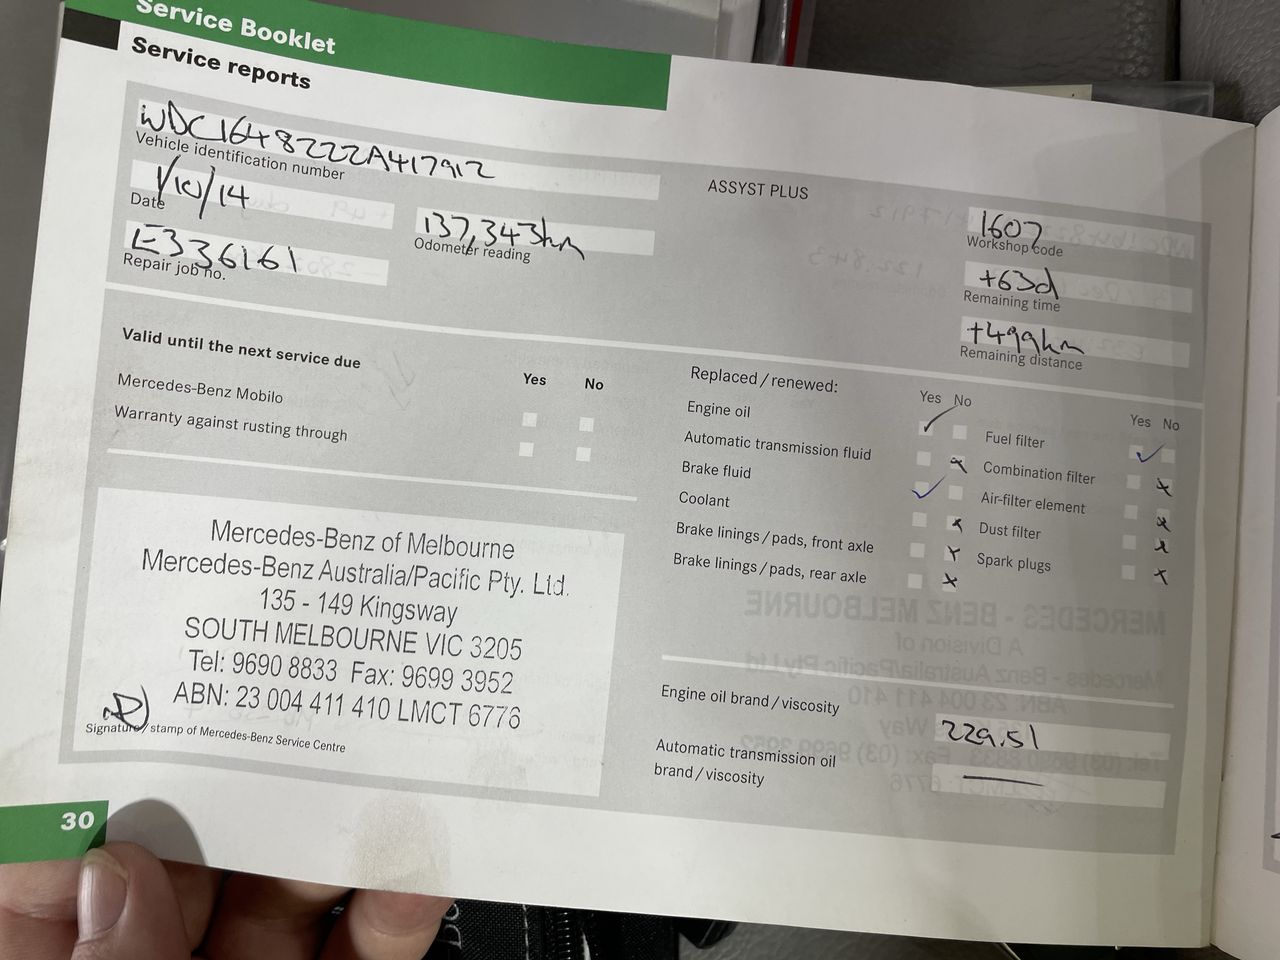 Service Booklet
Service reports
WDC1648222A417912
Vehicle identification number
1/10/14
Date
137,343km
Odometer reading
E336161
Repair job no.
ASSYST PLUS
1607
Workshop code
+63d
Remaining time
+499km
Remaining distance
Valid until the next service due
Yes No
Mercedes-Benz Mobilo
Warranty against rusting through
Mercedes-Benz of Melbourne
Mercedes-Benz Australia/Pacific Pty. Ltd.
135 - 149 Kingsway
SOUTH MELBOURNE VIC 3205
Tel: 9690 8833 Fax: 9699 3952
ABN: 23 004 411 410 LMCT 6776
Signature/stamp of Mercedes-Benz Service Centre
Replaced/renewed:
Yes No
Engine oil
Automatic transmission fluid
Brake fluid
Coolant
Brake linings/pads, front axle
Brake linings/pads, rear axle
Yes No
Fuel filter
Combination filter
Air-filter element
Dust filter
Spark plugs
Engine oil brand/viscosity
229.51
Automatic transmission oil
brand/viscosity
30